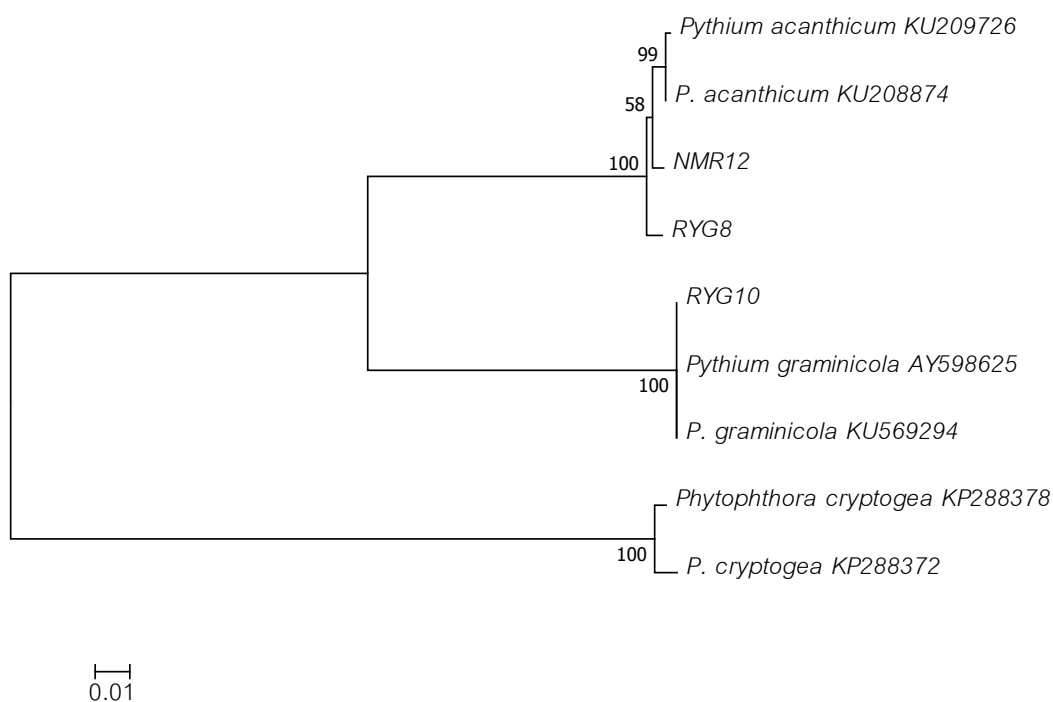 Pythium acanthicum KU209726
99
P. acanthicum KU208874
58
NMR12
100
RYG8
RYG10
Pythium graminicola AY598625
100
P. graminicola KU569294
Phytophthora cryptogea KP288378
100
P. cryptogea KP288372
0.01